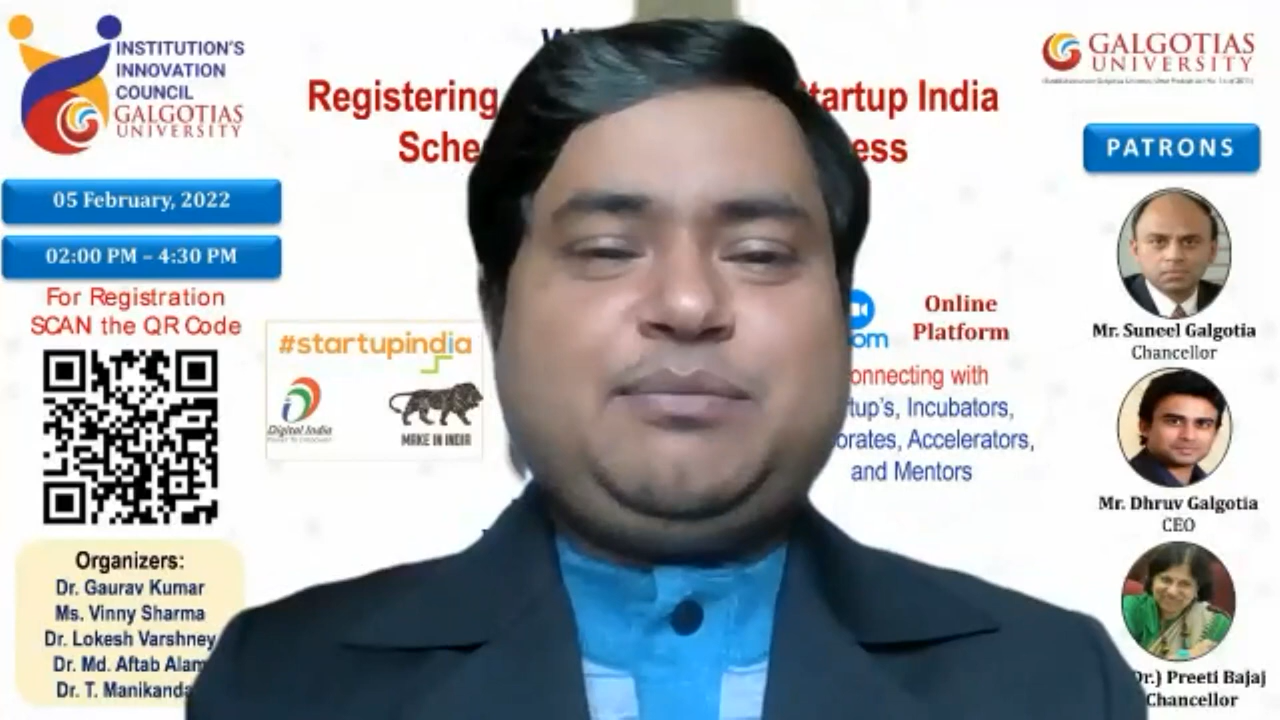 INSTITUTION'S
INNOVATION
COUNCIL
GALGOTIAS
UNIVERSITY
05 February, 2022
02:00 PM – 4:30 PM
For Registration
SCAN the QR Code
#startupindia
Digital India
MAKE IN INDIA
Organizers:
Dr. Gaurav Kumar
Ms. Vinny Sharma
Dr. Lokesh Varshney
Dr. Md. Aftab Alam
Dr. T. Manikanda
Registering
tartup India
Sche
ess
om
Online
Platform
onnecting with
rtup's, Incubators,
orates, Accelerators,
and Mentors
GALGOTIAS
UNIVERSITY
PATRONS
Mr. Suneel Galgotia
Chancellor
Mr. Dhruv Galgotia
CEO
Dr.) Preeti Bajaj
Chancellor